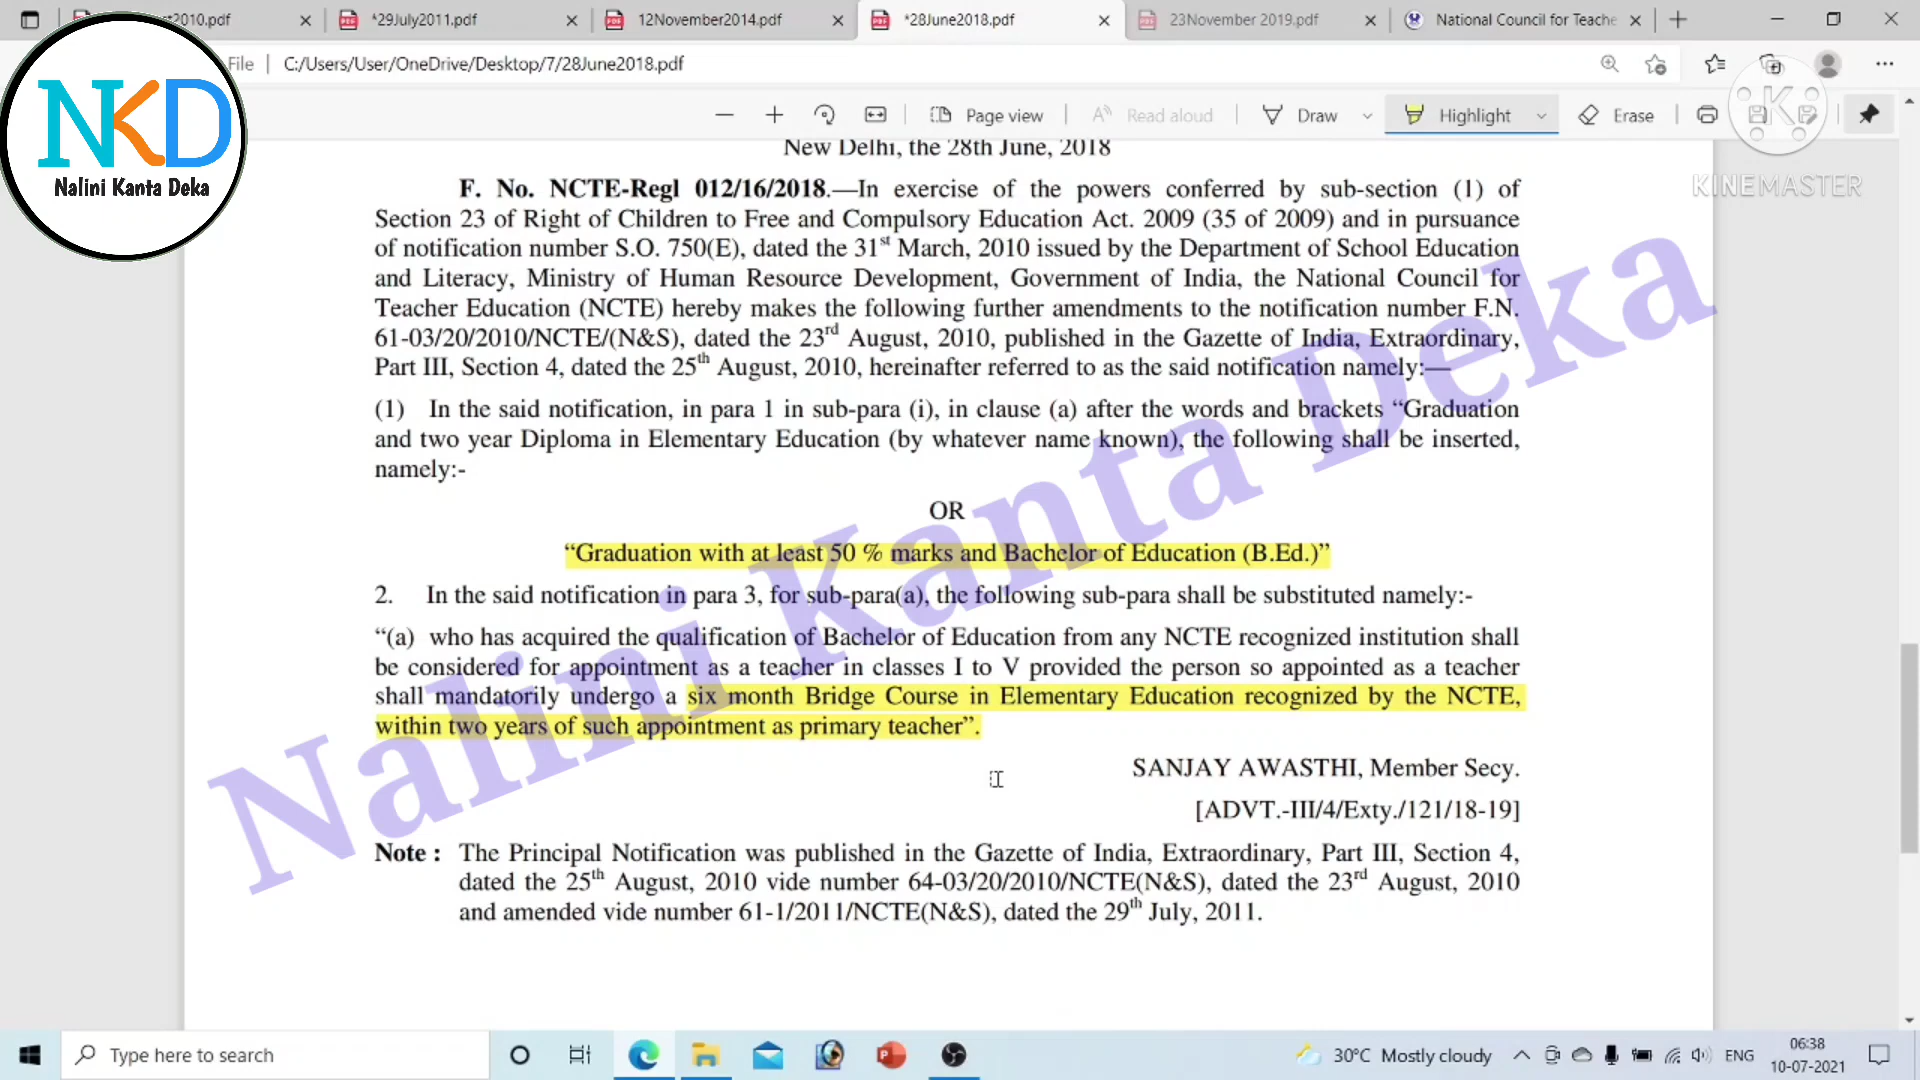 2010.pdf
*29July2011.pdf
12November2014.pdf
*28June2018.pdf
23November 2019.pdf
National Council for Teache
File
C:/Users/User/OneDrive/Desktop/7/28June2018.pdf
Page view
Read aloud
Draw
Highlight
Erase
NKD
Nalini Kanta Deka
K
KINEMASTER
New Delhi, the 28th June, 2018
F. No. NCTE-Regl 012/16/2018.—In exercise of the powers conferred by sub-section (1) of
Section 23 of Right of Children to Free and Compulsory Education Act. 2009 (35 of 2009) and in pursuance
of notification number S.O. 750(E), dated the 31st March, 2010 issued by the Department of School Education
and Literacy, Ministry of Human Resource Development, Government of India, the National Council for
Teacher Education (NCTE) hereby makes the following further amendments to the notification number F.N.
61-03/20/2010/NCTE/(N&S), dated the 23rd August, 2010, published in the Gazette of India, Extraordinary,
Part III, Section 4, dated the 25th August, 2010, hereinafter referred to as the said notification namely:—
(1) In the said notification, in para 1 in sub-para (i), in clause (a) after the words and brackets “Graduation
and two year Diploma in Elementary Education (by whatever name known), the following shall be inserted,
namely:-
OR
“Graduation with at least 50 % marks and Bachelor of Education (B.Ed.)”
2. In the said notification in para 3, for sub-para(a), the following sub-para shall be substituted namely:-
“(a) who has acquired the qualification of Bachelor of Education from any NCTE recognized institution shall
be considered for appointment as a teacher in classes I to V provided the person so appointed as a teacher
shall mandatorily undergo a six month Bridge Course in Elementary Education recognized by the NCTE,
within two years of such appointment as primary teacher”.
SANJAY AWASTHI, Member Secy.
[ADVT.-III/4/Exty./121/18-19]
Note : The Principal Notification was published in the Gazette of India, Extraordinary, Part III, Section 4,
dated the 25th August, 2010 vide number 64-03/20/2010/NCTE(N&S), dated the 23rd August, 2010
and amended vide number 61-1/2011/NCTE(N&S), dated the 29th July, 2011.
Nalini Kanta Deka
Type here to search
30°C Mostly cloudy
ENG
06:38
10-07-2021